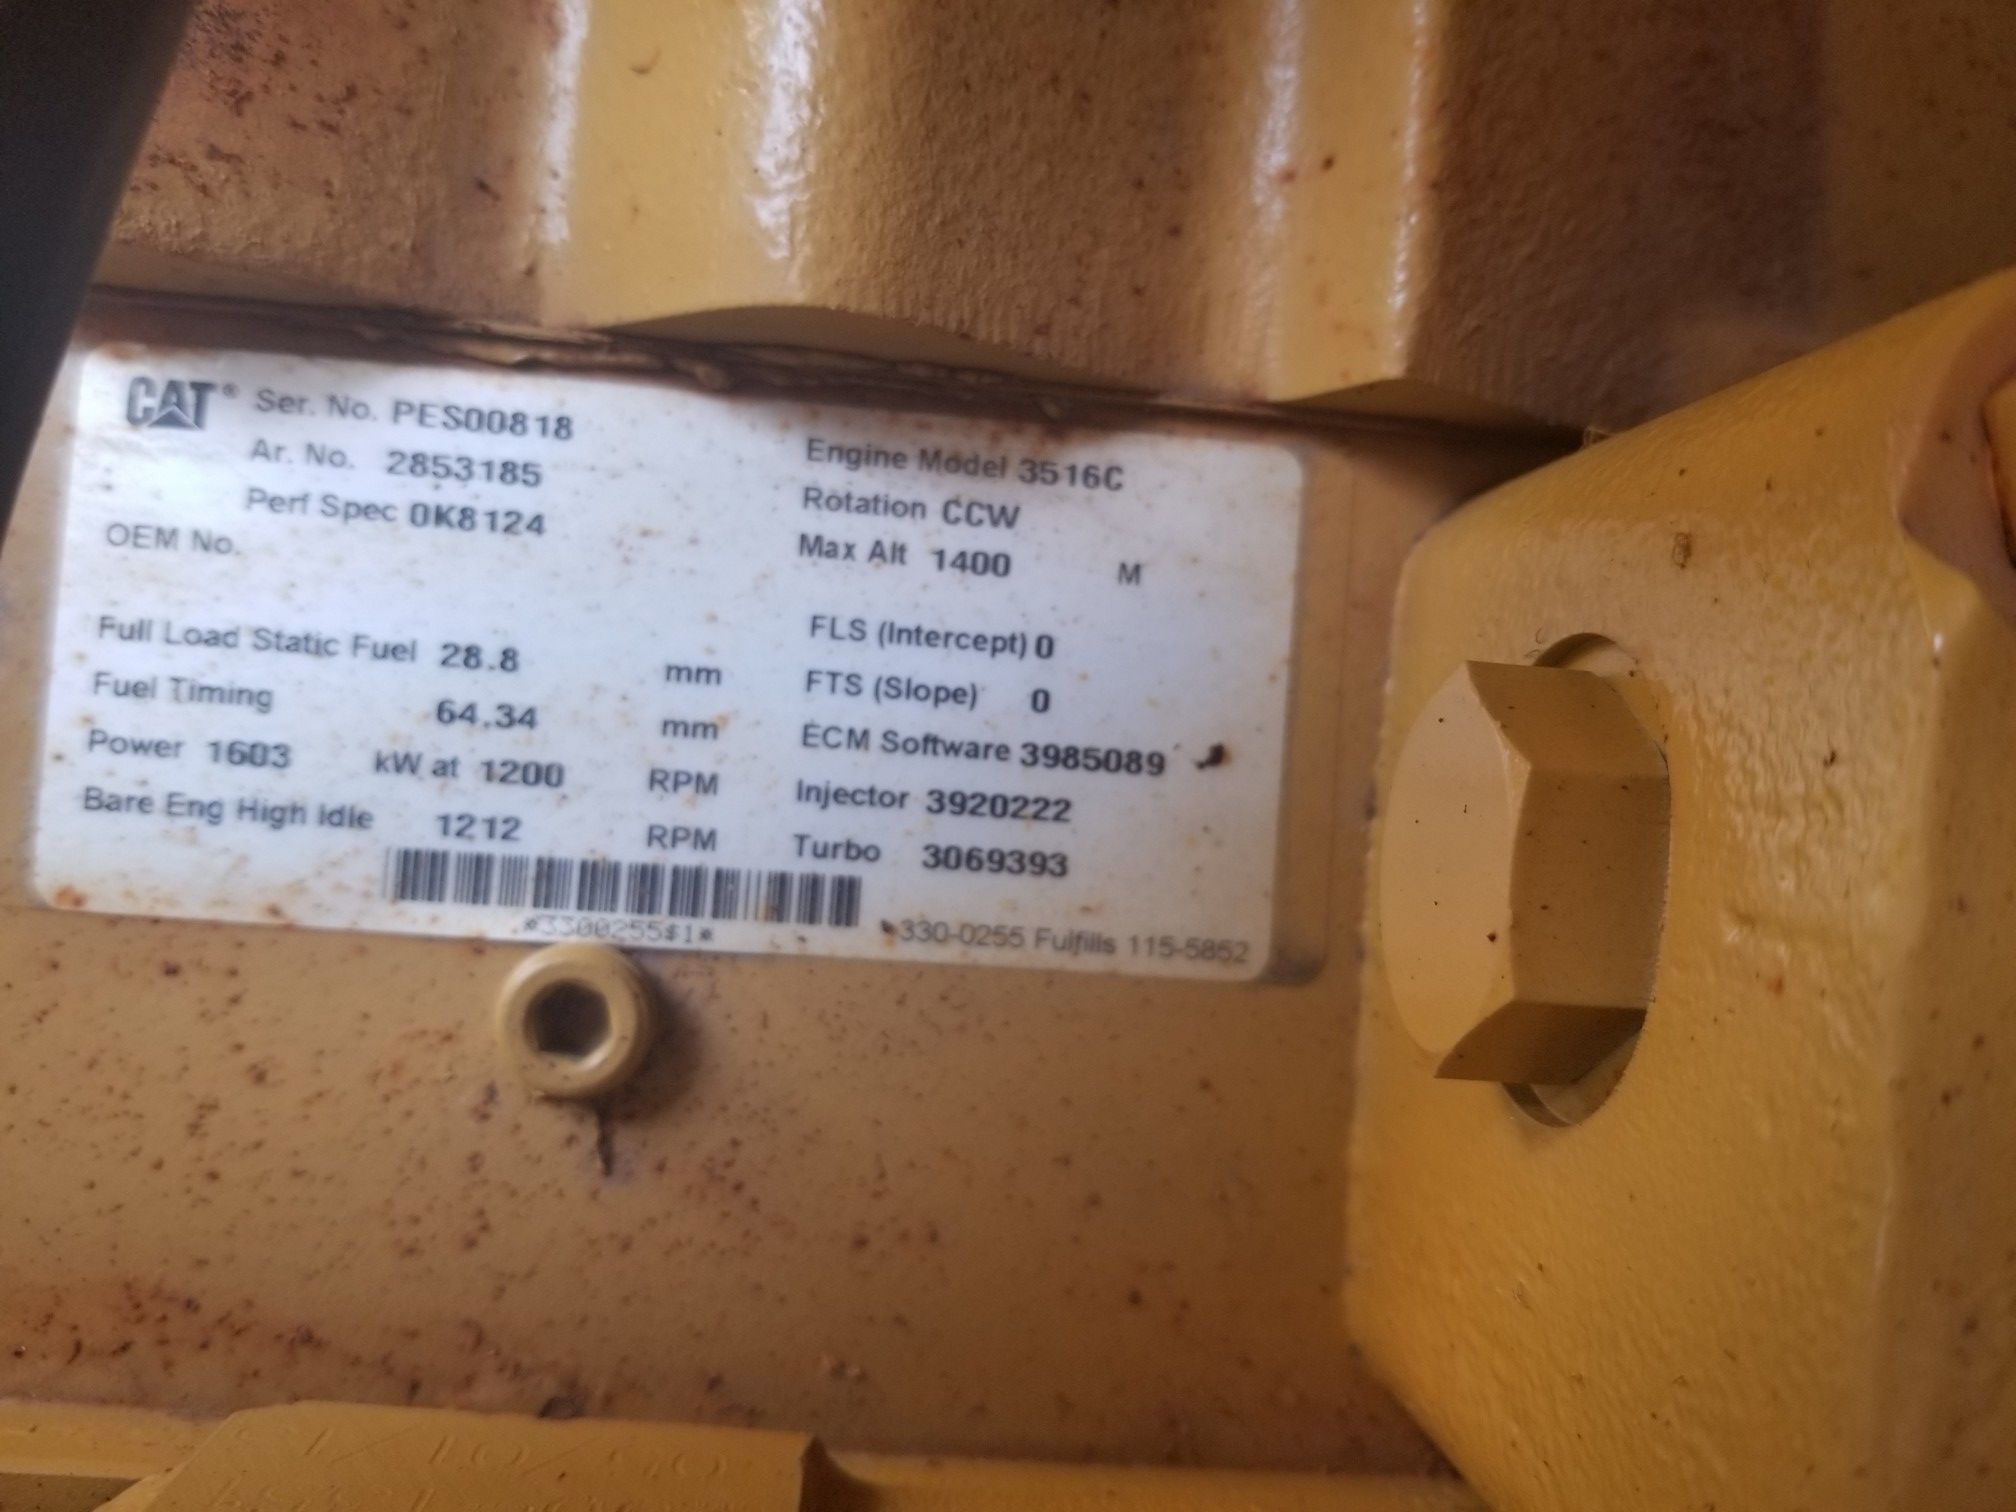 CAT® Ser. No. PES00818
Ar. No. 2853185
Perf Spec 0K8124
OEM No.
Engine Model 3516C
Rotation CCW
Max Alt 1400 M
Full Load Static Fuel 28.8 mm
Fuel Timing 64.34 mm
Power 1603 kW at 1200 RPM
Bare Eng High Idle 1212 RPM
FLS (Intercept) 0
FTS (Slope) 0
ECM Software 3985089
Injector 3920222
Turbo 3069393
*3300255$1*
330-0255 Fulfills 115-5852